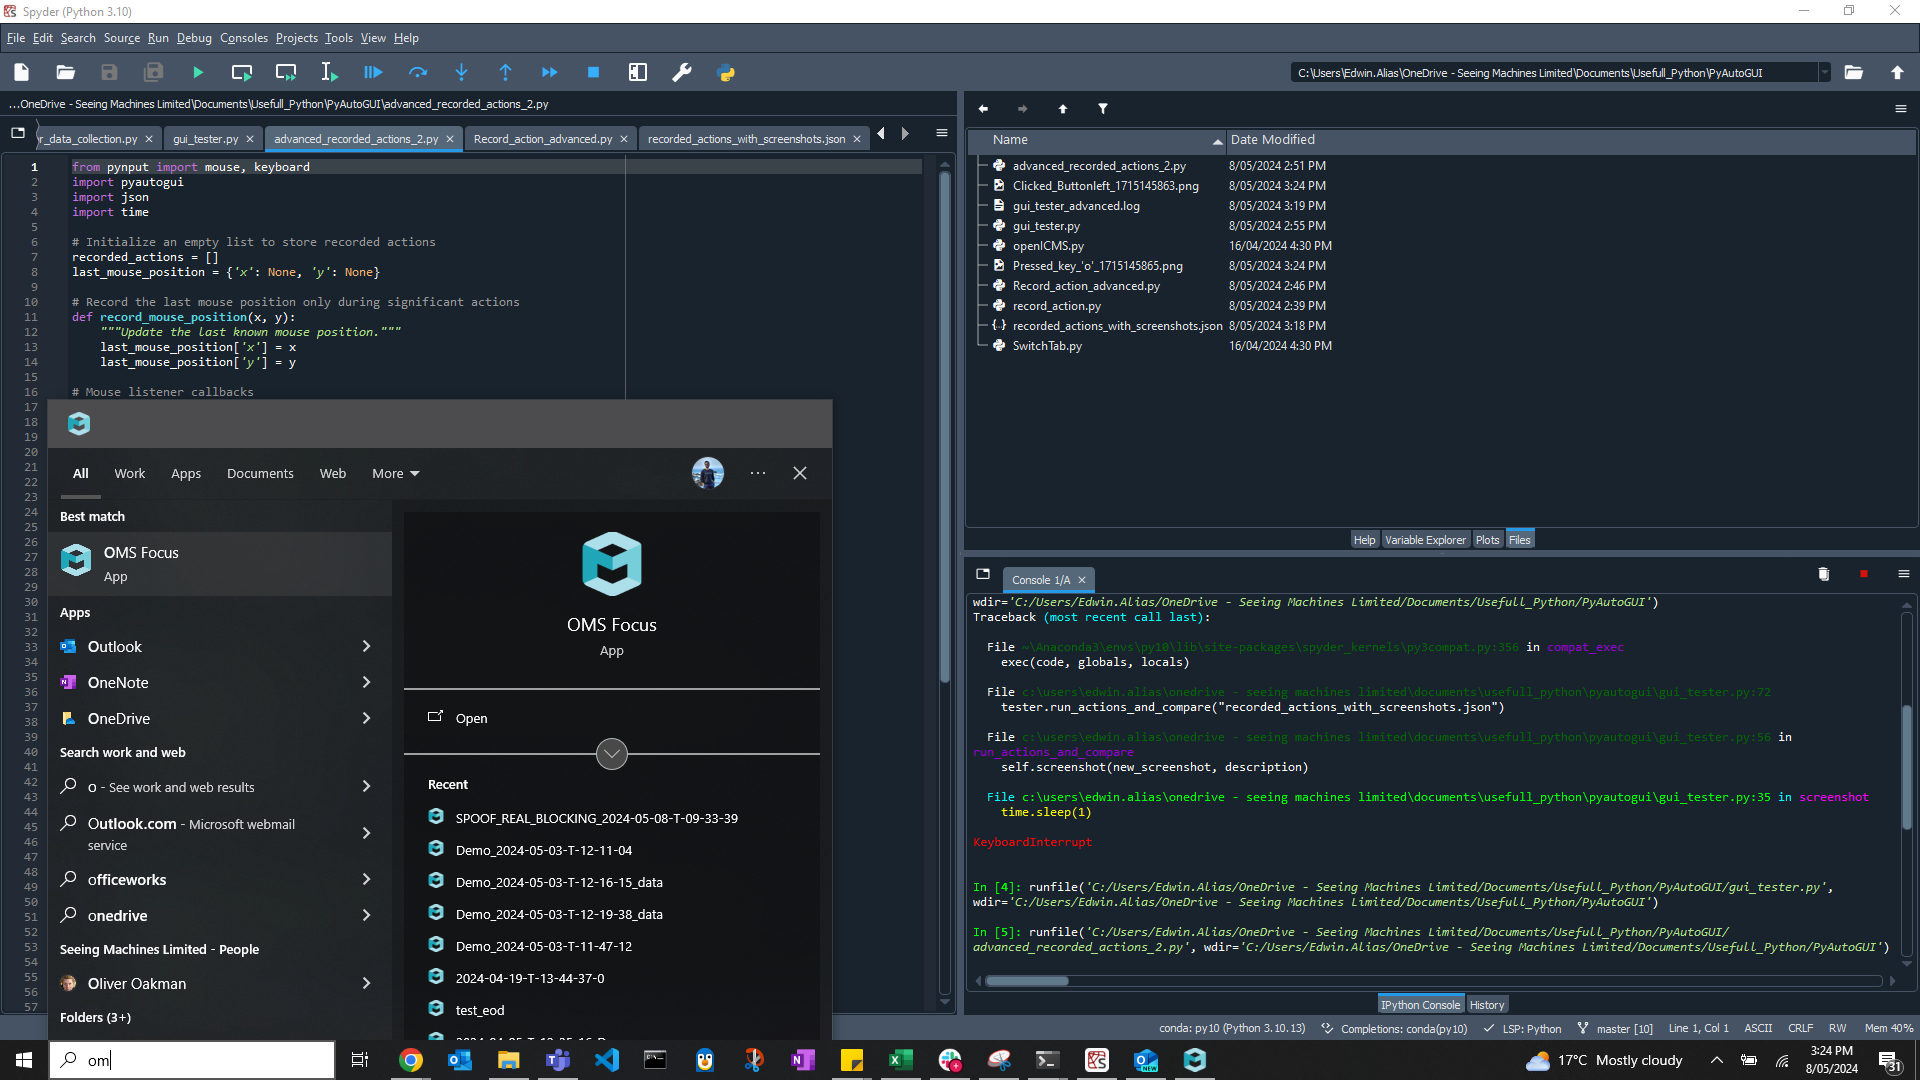 Spyder (Python 3.10)
File Edit Search Source Run Debug Consoles Projects Tools View Help
C:\Users\Edwin.Alias\OneDrive - Seeing Machines Limited\Documents\Usefull_Python\PyAutoGUI
...OneDrive - Seeing Machines Limited\Documents\Usefull_Python\PyAutoGUI\advanced_recorded_actions_2.py
r_data_collection.py gui_tester.py advanced_recorded_actions_2.py Record_action_advanced.py recorded_actions_with_screenshots.json
1 from pynput import mouse, keyboard
2 import pyautogui
3 import json
4 import time
5
6 # Initialize an empty list to store recorded actions
7 recorded_actions = []
8 last_mouse_position = {'x': None, 'y': None}
9
10 # Record the last mouse position only during significant actions
11 def record_mouse_position(x, y):
12 """Update the last known mouse position."""
13 last_mouse_position['x'] = x
14 last_mouse_position['y'] = y
15
16 # Mouse listener callbacks
17
18
19
20
21
22
23
24
25
26
27
28
29
30
31
32
33
34
35
36
37
38
39
40
41
42
43
44
45
46
47
48
49
50
51
52
53
54
55
56
57
All Work Apps Documents Web More
Best match
OMS Focus
App
Apps
Outlook
OneNote
OneDrive
Search work and web
o - See work and web results
Outlook.com - Microsoft webmail
service
officeworks
onedrive
Seeing Machines Limited - People
Oliver Oakman
Folders (3+)
OMS Focus
App
Open
Recent
SPOOF_REAL_BLOCKING_2024-05-08-T-09-33-39
Demo_2024-05-03-T-12-11-04
Demo_2024-05-03-T-12-16-15_data
Demo_2024-05-03-T-12-19-38_data
Demo_2024-05-03-T-11-47-12
2024-04-19-T-13-44-37-0
test_eod
Name Date Modified
advanced_recorded_actions_2.py 8/05/2024 2:51 PM
Clicked_Buttonleft_1715145863.png 8/05/2024 3:24 PM
gui_tester_advanced.log 8/05/2024 3:19 PM
gui_tester.py 8/05/2024 2:55 PM
openICMS.py 16/04/2024 4:30 PM
Pressed_key_'o'_1715145865.png 8/05/2024 3:24 PM
Record_action_advanced.py 8/05/2024 2:46 PM
record_action.py 8/05/2024 2:39 PM
recorded_actions_with_screenshots.json 8/05/2024 3:18 PM
SwitchTab.py 16/04/2024 4:30 PM
Help Variable Explorer Plots Files
Console 1/A
wdir='C:/Users/Edwin.Alias/OneDrive - Seeing Machines Limited/Documents/Usefull_Python/PyAutoGUI')
Traceback (most recent call last):
File ~\Anaconda3\envs\py10\lib\site-packages\spyder_kernels\py3compat.py:356 in compat_exec
exec(code, globals, locals)
File c:\users\edwin.alias\onedrive - seeing machines limited\documents\usefull_python\pyautogui\gui_tester.py:72
tester.run_actions_and_compare("recorded_actions_with_screenshots.json")
File c:\users\edwin.alias\onedrive - seeing machines limited\documents\usefull_python\pyautogui\gui_tester.py:56 in
run_actions_and_compare
self.screenshot(new_screenshot, description)
File c:\users\edwin.alias\onedrive - seeing machines limited\documents\usefull_python\pyautogui\gui_tester.py:35 in screenshot
time.sleep(1)
KeyboardInterrupt
In [4]: runfile('C:/Users/Edwin.Alias/OneDrive - Seeing Machines Limited/Documents/Usefull_Python/PyAutoGUI/gui_tester.py',
wdir='C:/Users/Edwin.Alias/OneDrive - Seeing Machines Limited/Documents/Usefull_Python/PyAutoGUI')
In [5]: runfile('C:/Users/Edwin.Alias/OneDrive - Seeing Machines Limited/Documents/Usefull_Python/PyAutoGUI/
advanced_recorded_actions_2.py', wdir='C:/Users/Edwin.Alias/OneDrive - Seeing Machines Limited/Documents/Usefull_Python/PyAutoGUI')
IPython Console History
conda: py10 (Python 3.10.13) Completions: conda(py10) LSP: Python master [10] Line 1, Col 1 ASCII CRLF RW Mem 40%
om
17°C Mostly cloudy
3:24 PM
8/05/2024
31